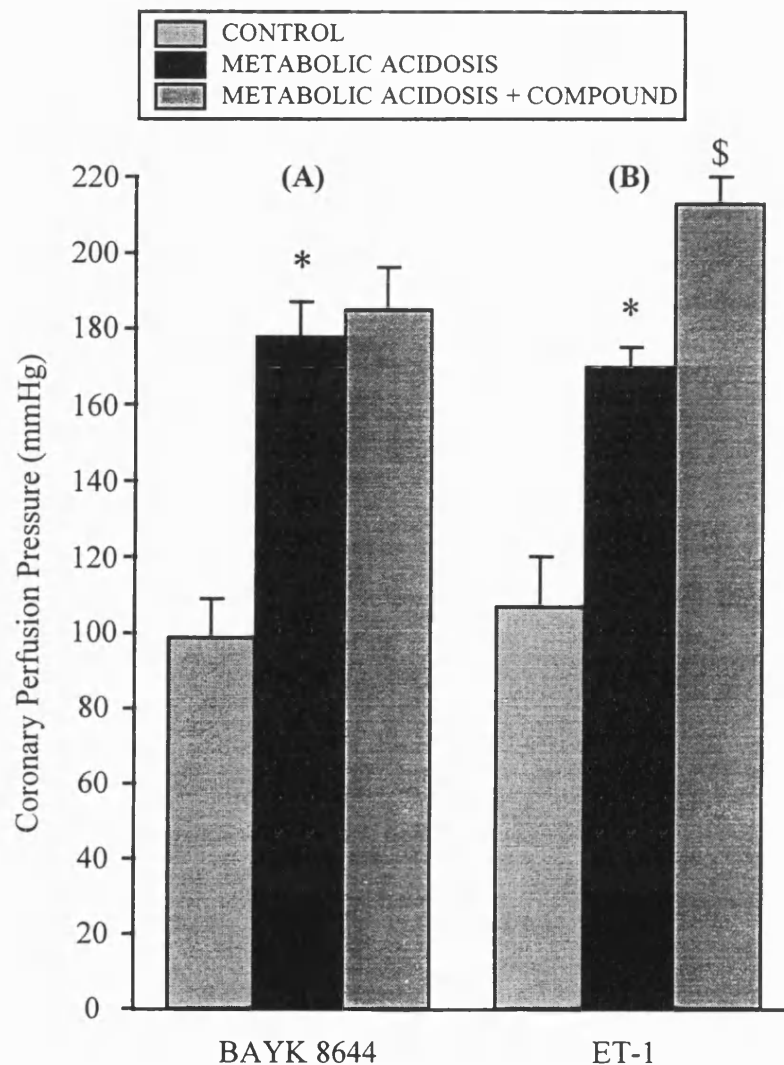 CONTROL
METABOLIC ACIDOSIS
METABOLIC ACIDOSIS + COMPOUND
(A) (B) $
* *
Coronary Perfusion Pressure (mmHg)
220
200
180
160
140
120
100
80
60
40
20
0
BAYK 8644 ET-1